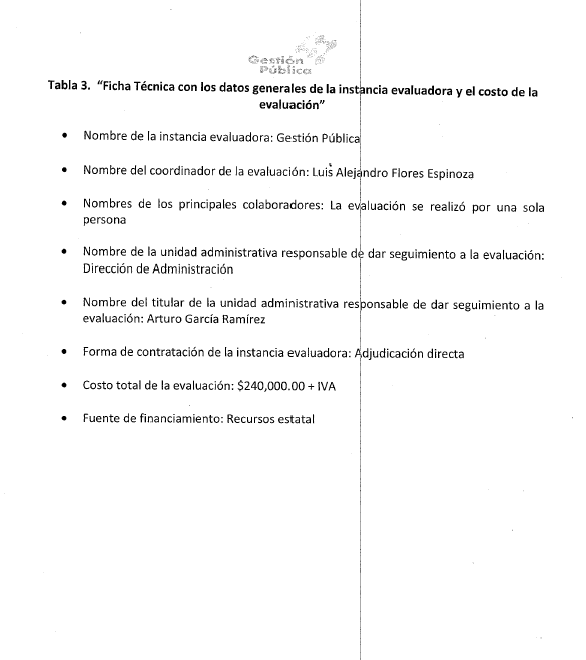 Gestión
Pública
Tabla 3. “Ficha Técnica con los datos generales de la instancia evaluadora y el costo de la
evaluación”
• Nombre de la instancia evaluadora: Gestión Pública
• Nombre del coordinador de la evaluación: Luis Alejandro Flores Espinoza
• Nombres de los principales colaboradores: La evaluación se realizó por una sola
persona
• Nombre de la unidad administrativa responsable de dar seguimiento a la evaluación:
Dirección de Administración
• Nombre del titular de la unidad administrativa responsable de dar seguimiento a la
evaluación: Arturo García Ramírez
• Forma de contratación de la instancia evaluadora: Adjudicación directa
• Costo total de la evaluación: $240,000.00 + IVA
• Fuente de financiamiento: Recursos estatal